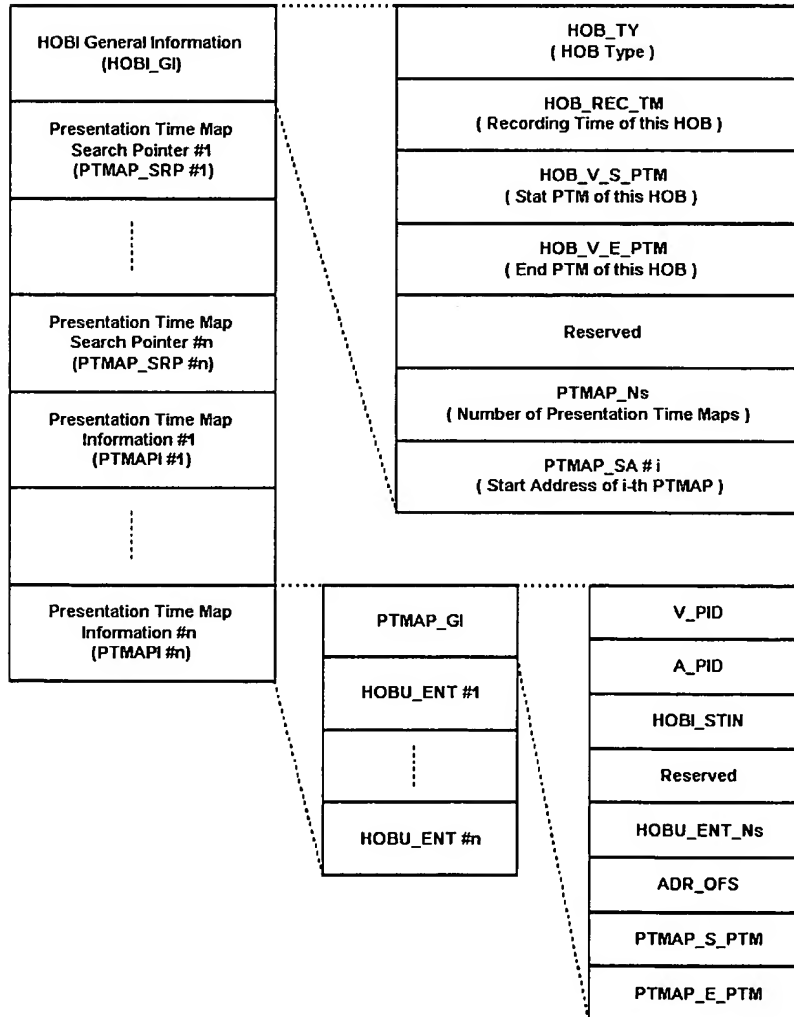 HOBI General Information
(HOBI_GI)
Presentation Time Map
Search Pointer #1
(PTMAP_SRP #1)
Presentation Time Map
Search Pointer #n
(PTMAP_SRP #n)
Presentation Time Map
Information #1
(PTMAPI #1)
Presentation Time Map
Information #n
(PTMAPI #n)
HOB_TY
( HOB Type )
HOB_REC_TM
( Recording Time of this HOB )
HOB_V_S_PTM
( Stat PTM of this HOB )
HOB_V_E_PTM
( End PTM of this HOB )
Reserved
PTMAP_Ns
( Number of Presentation Time Maps )
PTMAP_SA # i
( Start Address of i-th PTMAP )
PTMAP_GI
HOBU_ENT #1
HOBU_ENT #n
V_PID
A_PID
HOBI_STIN
Reserved
HOBU_ENT_Ns
ADR_OFS
PTMAP_S_PTM
PTMAP_E_PTM